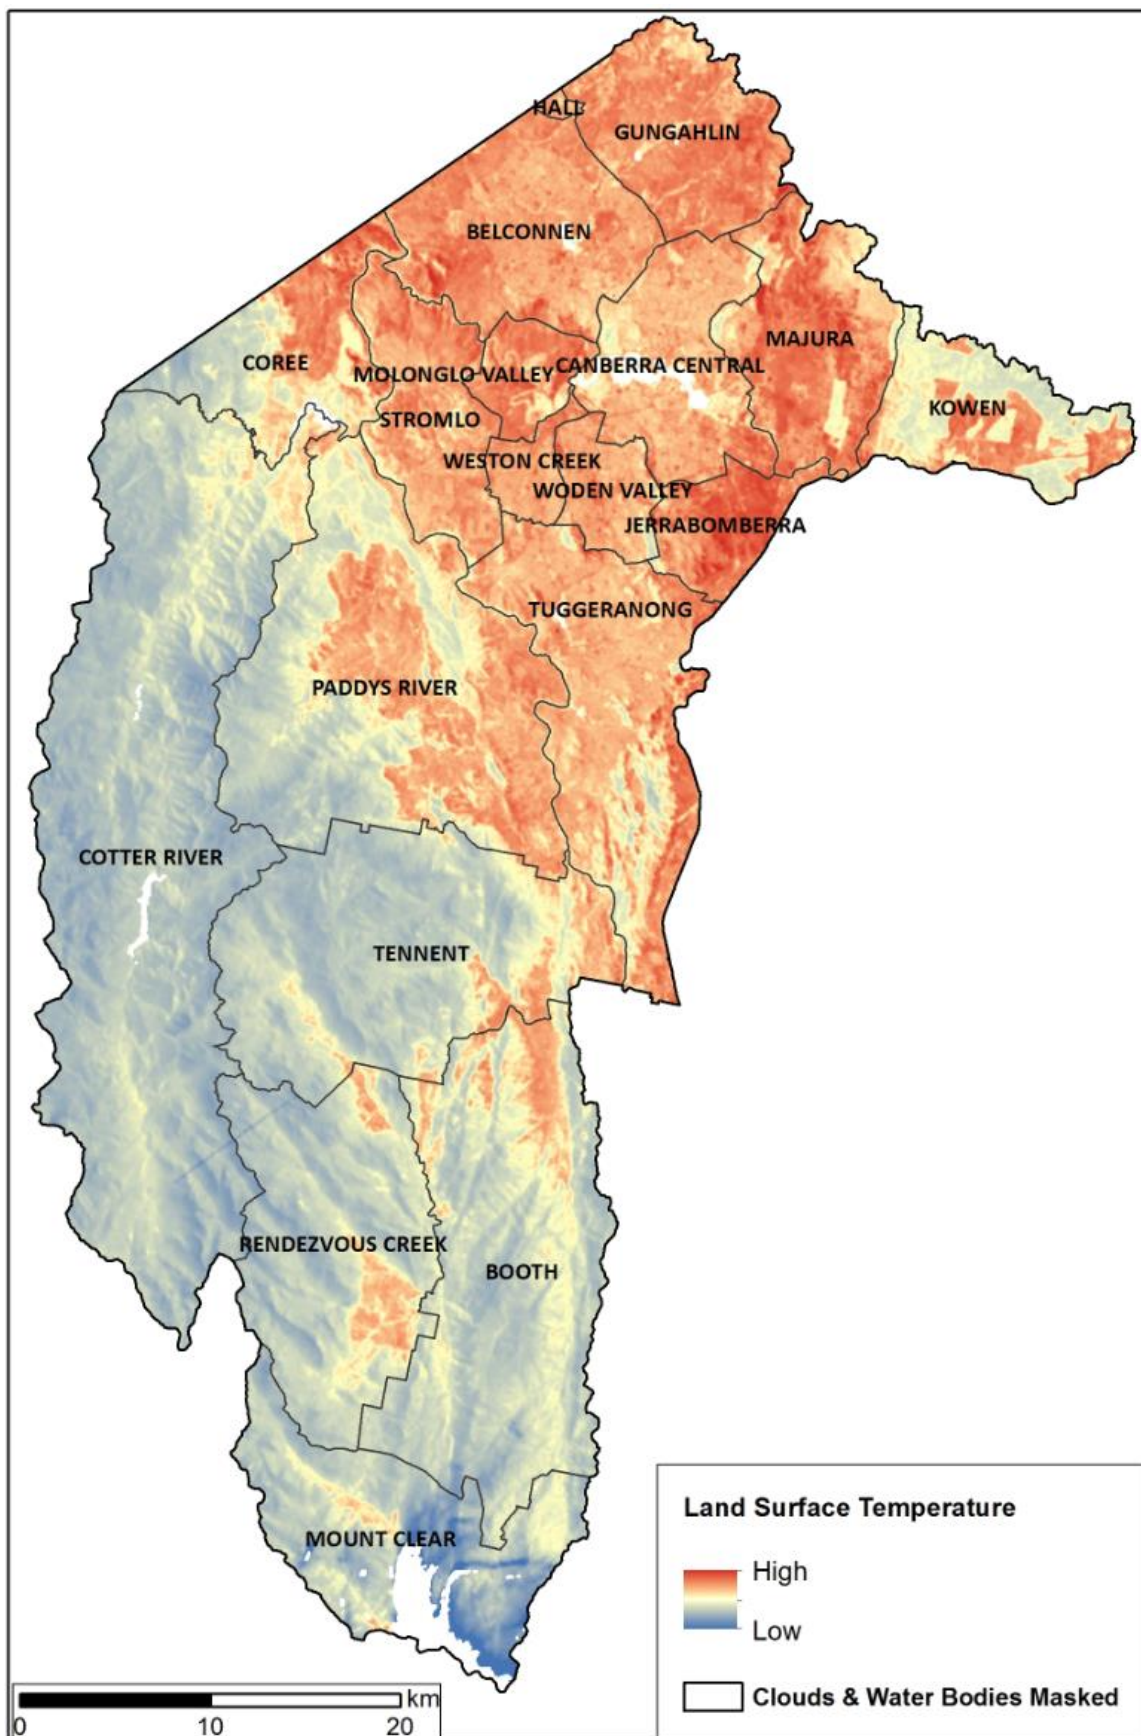 HALL
GUNGAHLIN
BELCONNEN
MAJURA
COREE
MOLONGLO VALLEY
CANBERRA CENTRAL
KOWEN
STROMLO
WESTON CREEK
WODEN VALLEY
JERRABOMBERRA
TUGGERANONG
PADDYS RIVER
COTTER RIVER
TENNENT
RENDEZVOUS CREEK
BOOTH
MOUNT CLEAR
Land Surface Temperature
High
Low
Clouds & Water Bodies Masked
km
0 10 20